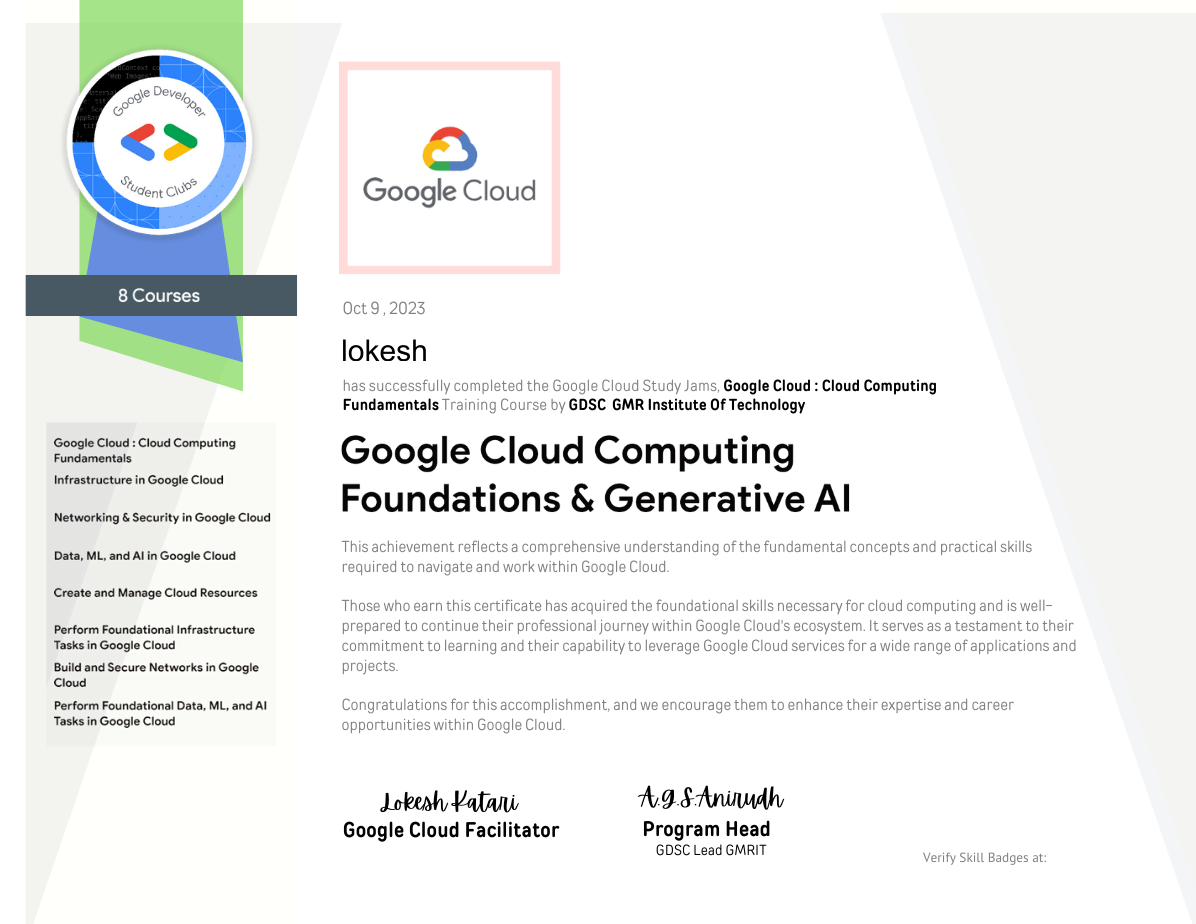 Google Developer
Student Clubs
8 Courses
Google Cloud : Cloud Computing
Fundamentals
Infrastructure in Google Cloud
Networking & Security in Google Cloud
Data, ML, and AI in Google Cloud
Create and Manage Cloud Resources
Perform Foundational Infrastructure
Tasks in Google Cloud
Build and Secure Networks in Google
Cloud
Perform Foundational Data, ML, and AI
Tasks in Google Cloud
Google Cloud
Oct 9 , 2023
lokesh
has successfully completed the Google Cloud Study Jams, Google Cloud : Cloud Computing
Fundamentals Training Course by GDSC GMR Institute Of Technology
Google Cloud Computing
Foundations & Generative AI
This achievement reflects a comprehensive understanding of the fundamental concepts and practical skills
required to navigate and work within Google Cloud.
Those who earn this certificate has acquired the foundational skills necessary for cloud computing and is well-
prepared to continue their professional journey within Google Cloud's ecosystem. It serves as a testament to their
commitment to learning and their capability to leverage Google Cloud services for a wide range of applications and
projects.
Congratulations for this accomplishment, and we encourage them to enhance their expertise and career
opportunities within Google Cloud.
Lokesh Katari
Google Cloud Facilitator
A.G.S.Anirudh
Program Head
GDSC Lead GMRIT
Verify Skill Badges at: